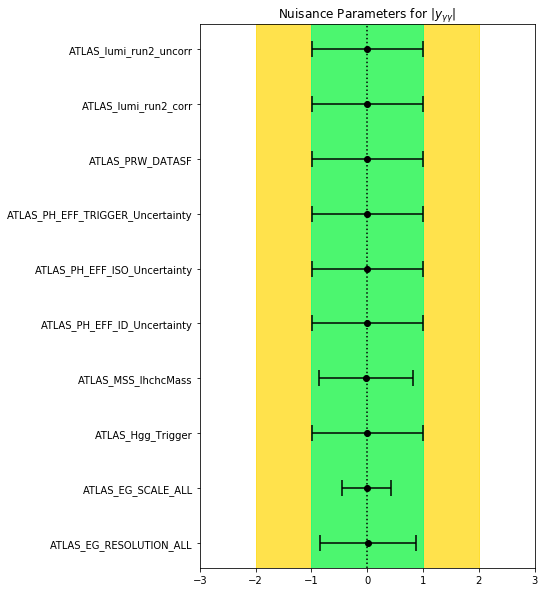 Nuisance Parameters for |y_γγ|
ATLAS_lumi_run2_uncorr
ATLAS_lumi_run2_corr
ATLAS_PRW_DATASF
ATLAS_PH_EFF_TRIGGER_Uncertainty
ATLAS_PH_EFF_ISO_Uncertainty
ATLAS_PH_EFF_ID_Uncertainty
ATLAS_MSS_lhchcMass
ATLAS_Hgg_Trigger
ATLAS_EG_SCALE_ALL
ATLAS_EG_RESOLUTION_ALL
−3 −2 −1 0 1 2 3